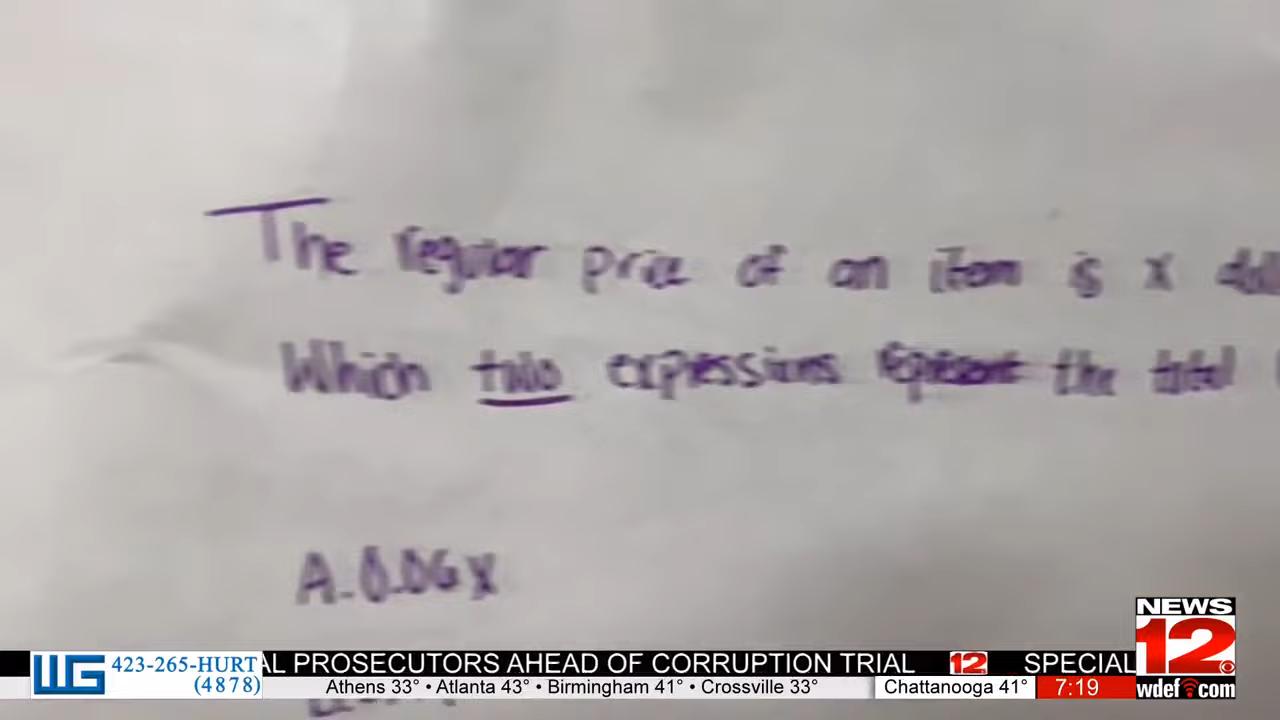 The regular price of an item is x
Which two expressions represent the total
A. 0.06x
NEWS
12
wdef.com
WG 423-265-HURT
(4878)
AL PROSECUTORS AHEAD OF CORRUPTION TRIAL 12 SPECIAL
Athens 33° • Atlanta 43° • Birmingham 41° • Crossville 33°
Chattanooga 41° 7:19